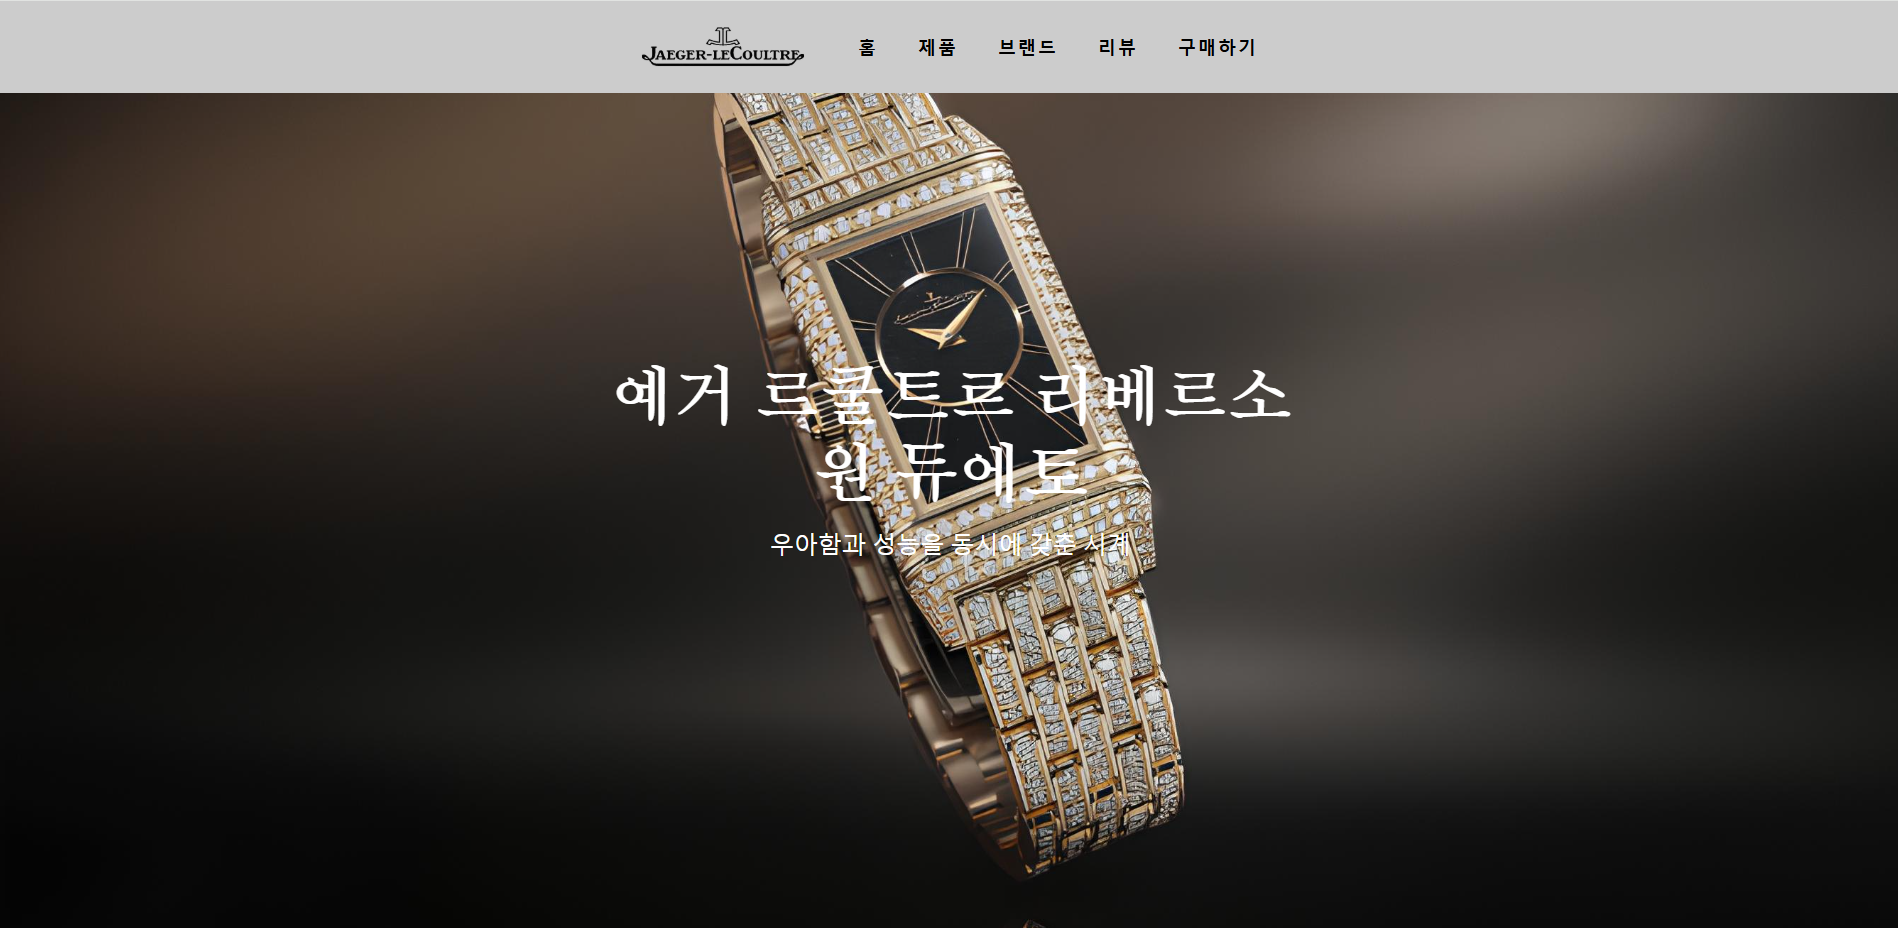 JAEGER-LECOULTRE
홈 제품 브랜드 리뷰 구매하기
예거 르쿨트르 리베르소
원 듀에토
우아함과 성능을 동시에 갖춘 시계